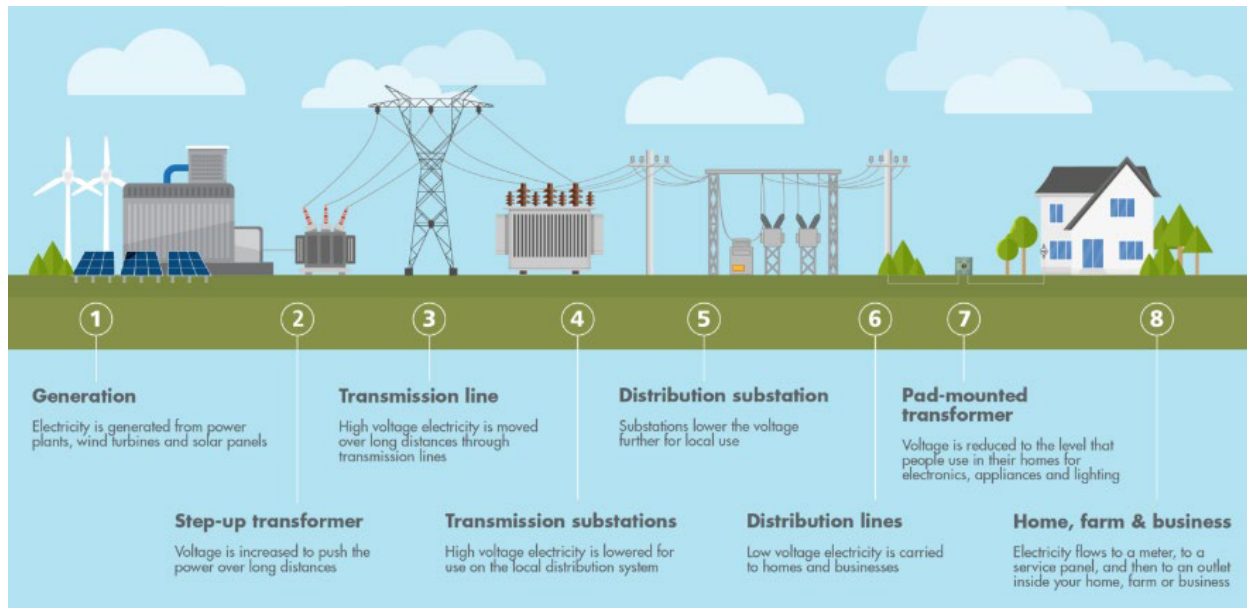 1
2
3
4
5
6
7
8
Generation
Electricity is generated from power
plants, wind turbines and solar panels
Step-up transformer
Voltage is increased to push the
power over long distances
Transmission line
High voltage electricity is moved
over long distances through
transmission lines
Transmission substations
High voltage electricity is lowered for
use on the local distribution system
Distribution substation
Substations lower the voltage
further for local use
Distribution lines
Low voltage electricity is carried
to homes and businesses
Pad-mounted
transformer
Voltage is reduced to the level that
people use in their homes for
electronics, appliances and lighting
Home, farm & business
Electricity flows to a meter, to a
service panel, and then to an outlet
inside your home, farm or business